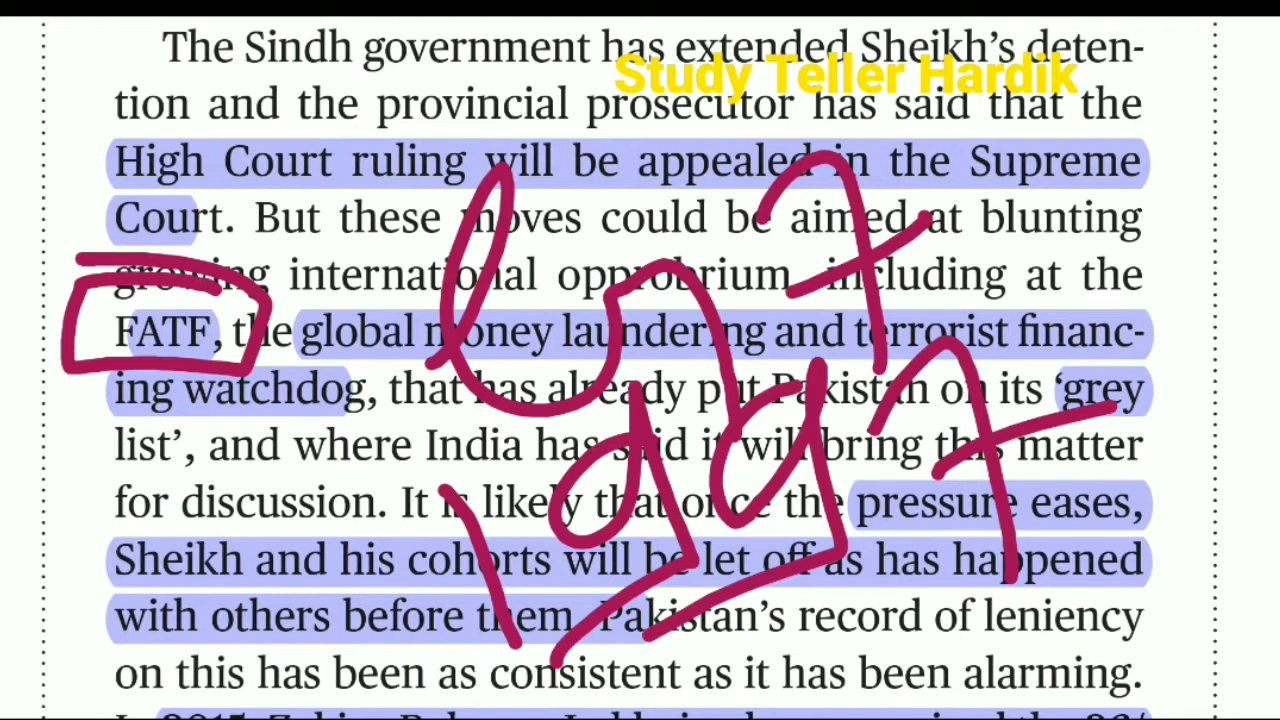 The Sindh government has extended Sheikh’s deten-
Study Teller Hardik
tion and the provincial prosecutor has said that the
High Court ruling will be appealed in the Supreme
Court. But these moves could be aimed at blunting
growing international opprobrium, including at the
FATF, the global money laundering and terrorist financ-
ing watchdog, that has already put Pakistan on its ‘grey
list’, and where India has said it will bring this matter
for discussion. It is likely that once the pressure eases,
Sheikh and his cohorts will be let off as has happened
with others before them. Pakistan’s record of leniency
on this has been as consistent as it has been alarming.
1997